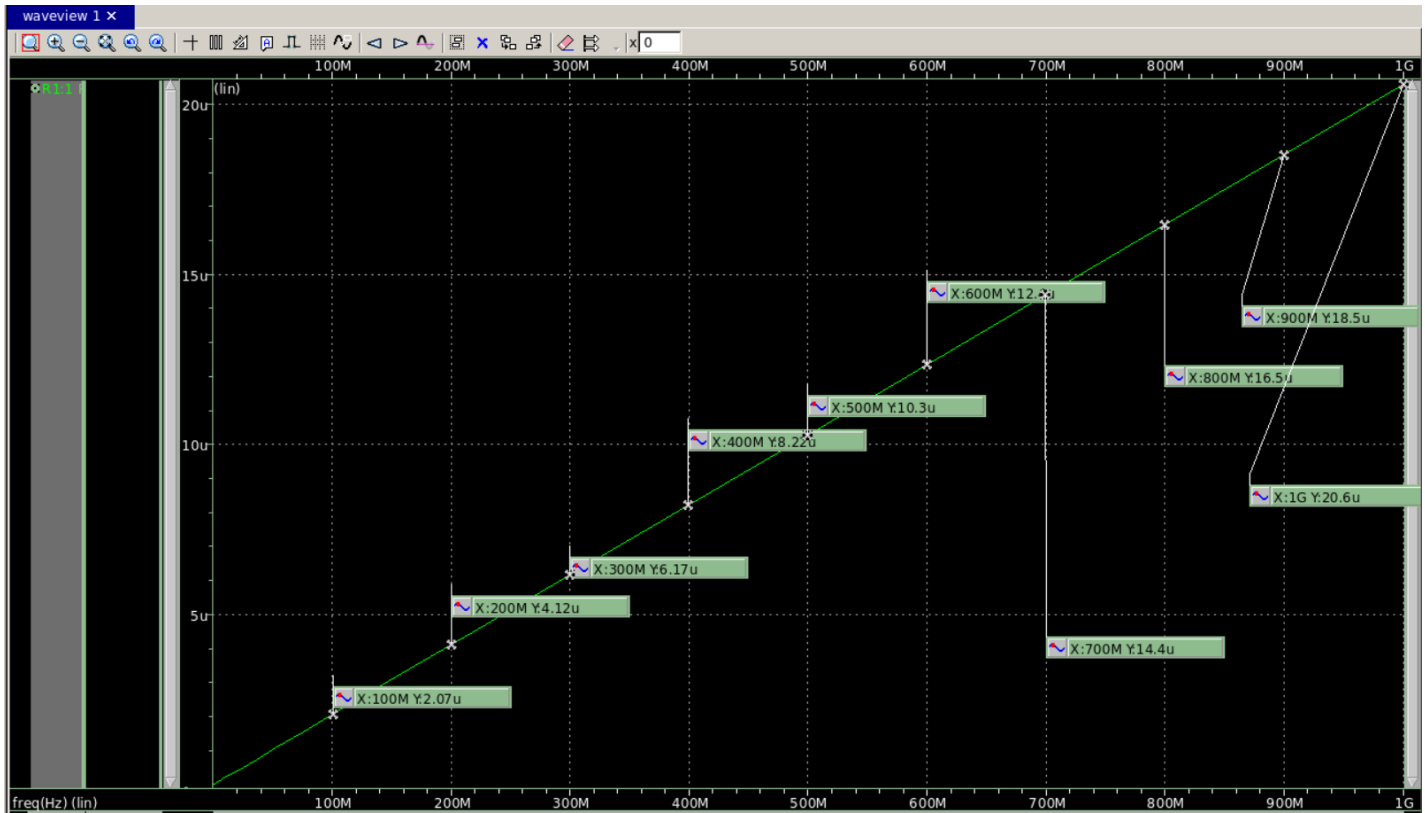 waveview 1
x 0
100M 200M 300M 400M 500M 600M 700M 800M 900M 1G
R1:1
(lin)
20u
15u
X:600M Y:12.
X:900M Y:18.5u
X:800M Y:16.5u
X:500M Y:10.3u
10u
X:400M Y:8.22u
X:1G Y:20.6u
X:300M Y:6.17u
X:200M Y:4.12u
5u
X:700M Y:14.4u
X:100M Y:2.07u
freq(Hz) (lin)
100M 200M 300M 400M 500M 600M 700M 800M 900M 1G